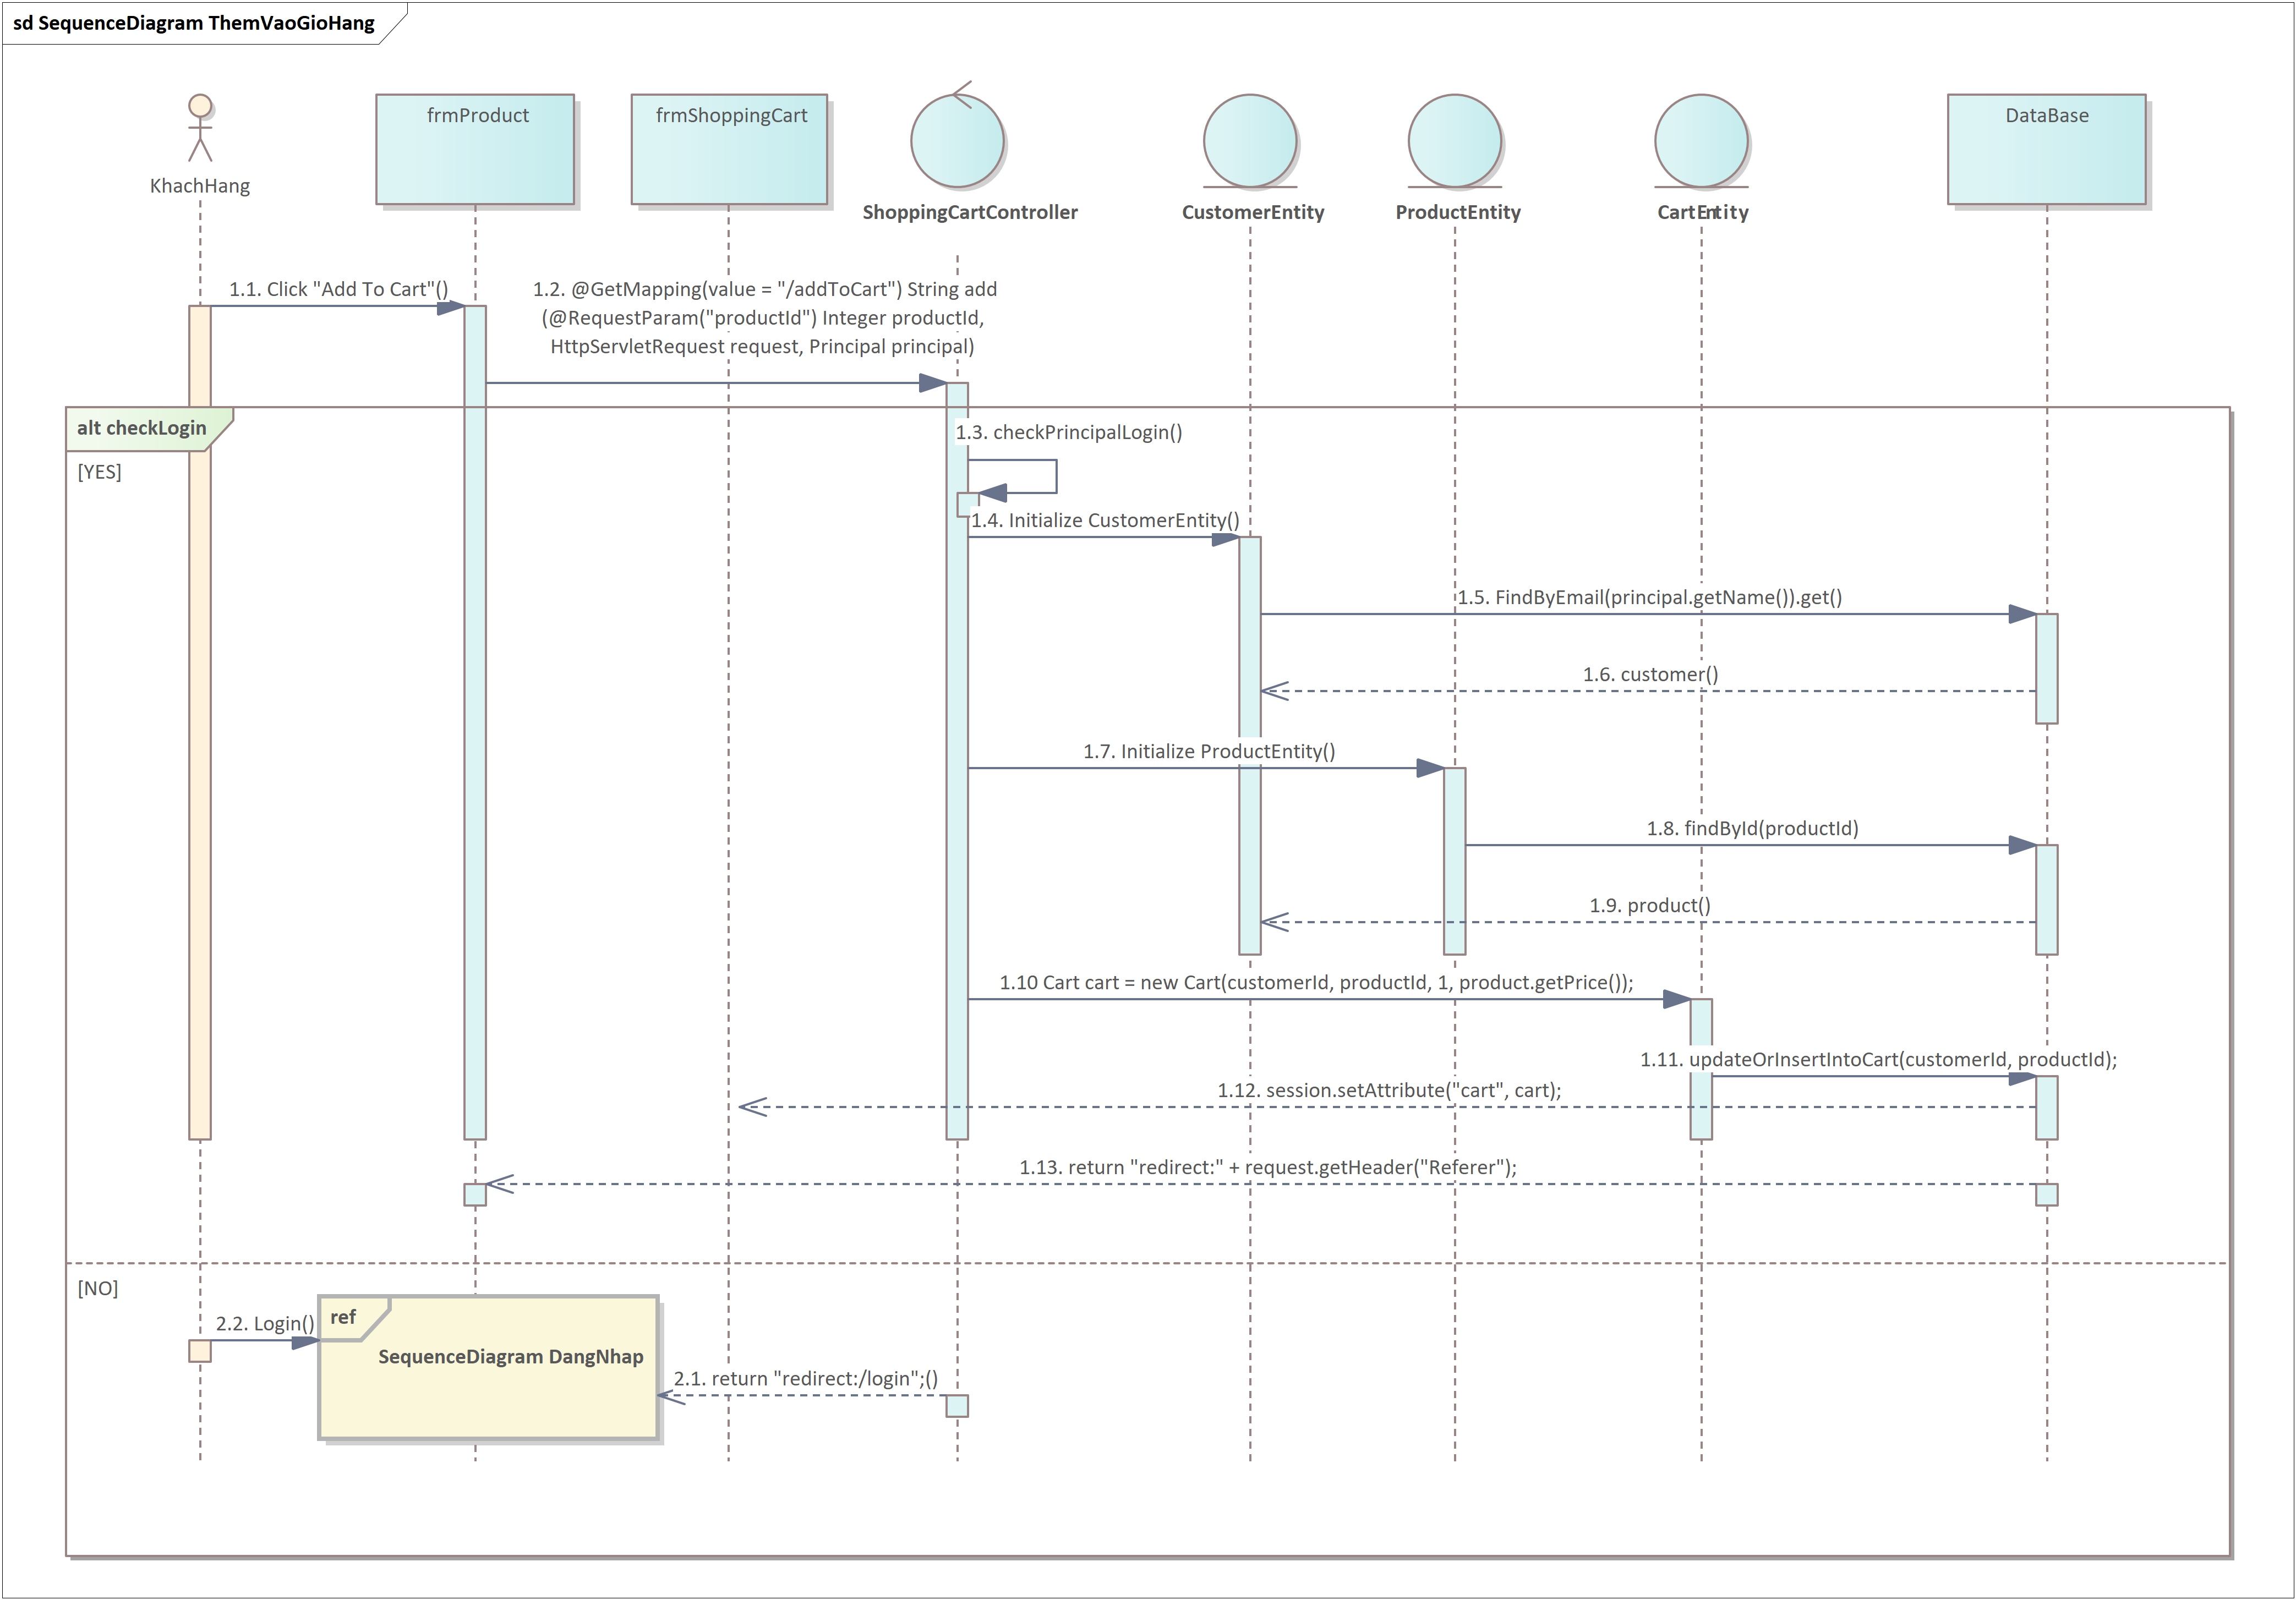 sd SequenceDiagram ThemVaoGioHang
KhachHang
frmProduct
frmShoppingCart
ShoppingCartController
CustomerEntity
ProductEntity
CartEntity
DataBase
1.1. Click "Add To Cart"()
1.2. @GetMapping(value = "/addToCart") String add
(@RequestParam("productId") Integer productId,
HttpServletRequest request, Principal principal)
alt checkLogin
[YES]
1.3. checkPrincipalLogin()
1.4. Initialize CustomerEntity()
1.5. FindByEmail(principal.getName()).get()
1.6. customer()
1.7. Initialize ProductEntity()
1.8. findById(productId)
1.9. product()
1.10 Cart cart = new Cart(customerId, productId, 1, product.getPrice());
1.11. updateOrInsertIntoCart(customerId, productId);
1.12. session.setAttribute("cart", cart);
1.13. return "redirect:" + request.getHeader("Referer");
[NO]
2.2. Login()
ref
SequenceDiagram DangNhap
2.1. return "redirect:/login";()